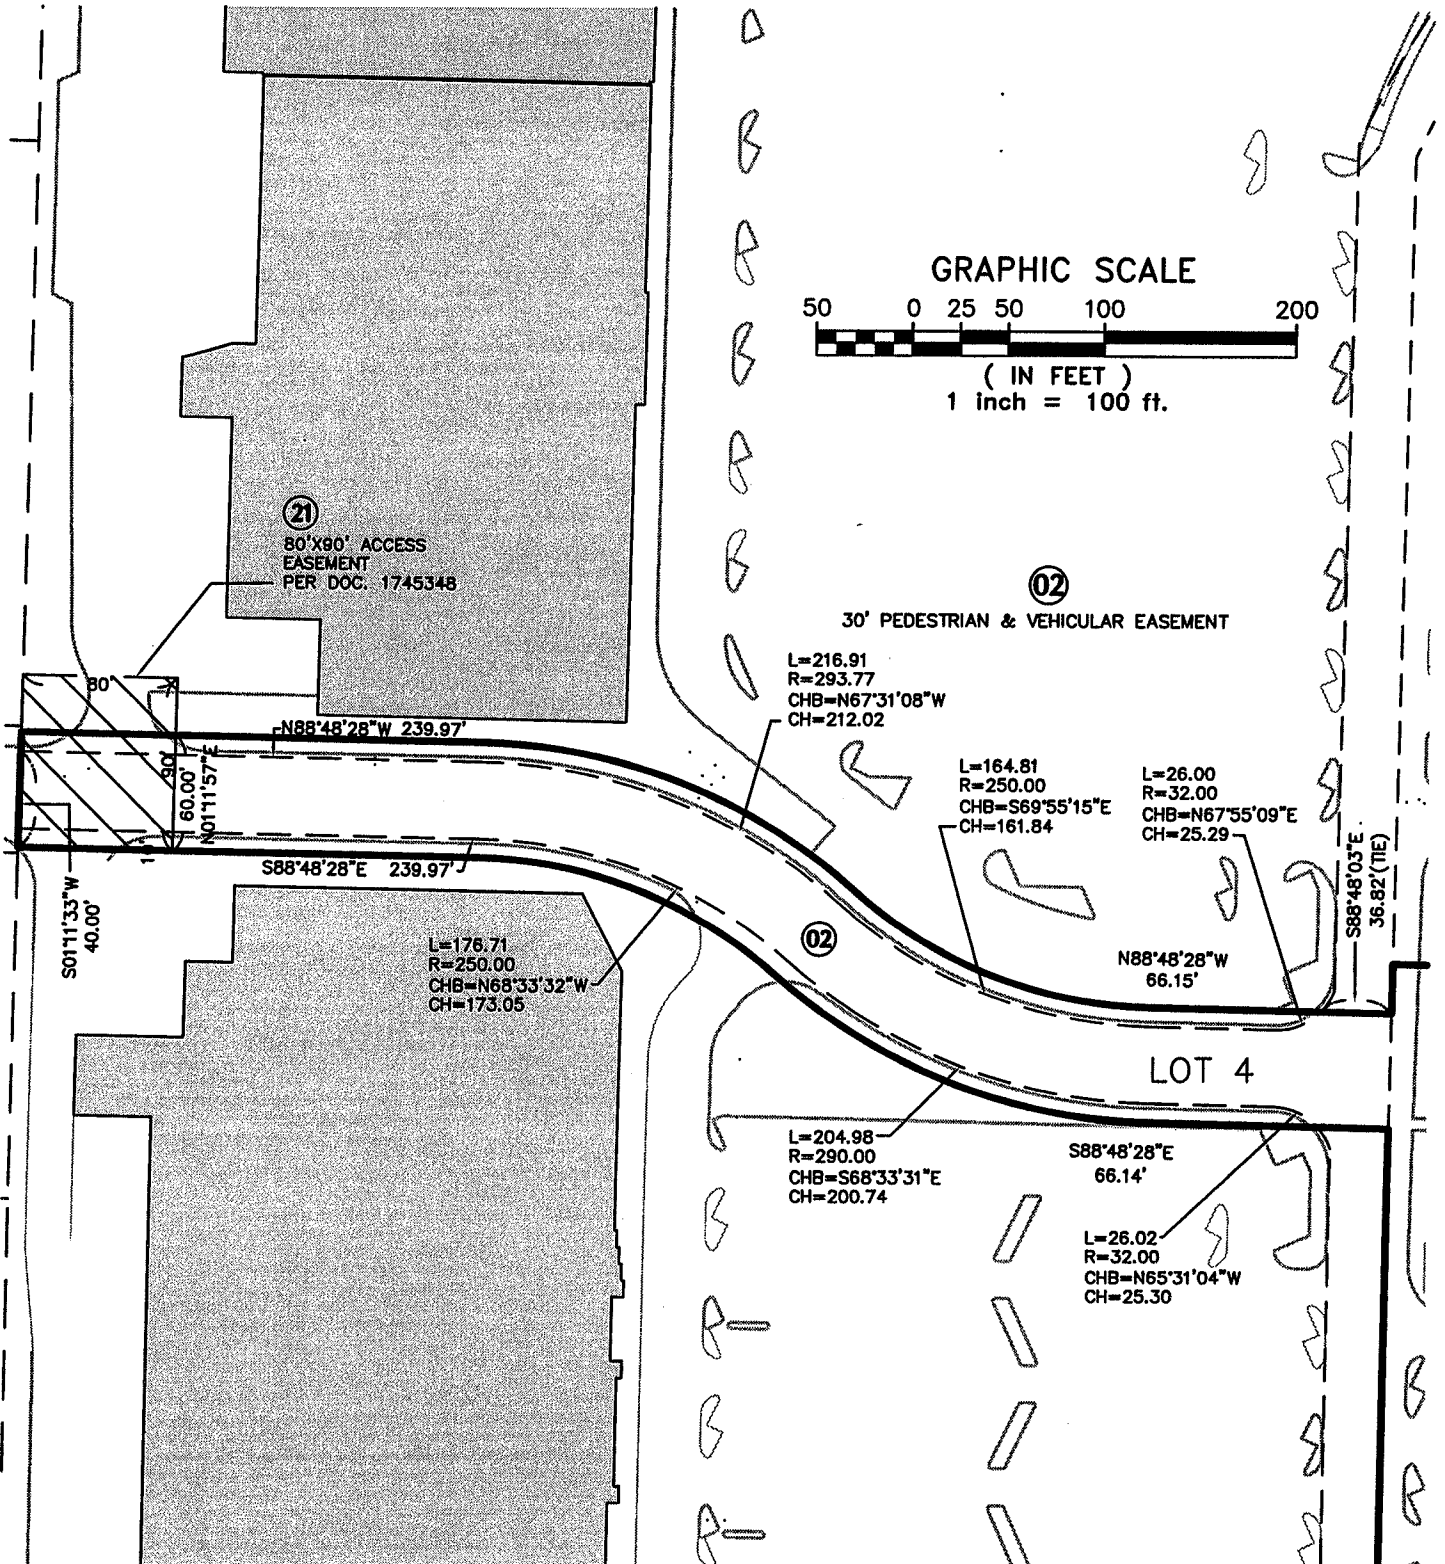 GRAPHIC SCALE
50 0 25 50 100 200
( IN FEET )
1 inch = 100 ft.
21
80'X90' ACCESS
EASEMENT
PER DOC. 1745348
02
30' PEDESTRIAN & VEHICULAR EASEMENT
L=216.91
R=293.77
CHB=N67°31'08"W
CH=212.02
80'
N88°48'28"W 239.97'
90'
60.00'
N01°11'57"E
L=164.81
R=250.00
CHB=S69°55'15"E
CH=161.84
L=26.00
R=32.00
CHB=N67°55'09"E
CH=25.29
S88°48'03"E
36.82'(TIE)
S88°48'28"E 239.97'
S01°11'33"W
40.00'
02
L=176.71
R=250.00
CHB=N68°33'32"W
CH=173.05
N88°48'28"W
66.15'
LOT 4
L=204.98
R=290.00
CHB=S68°33'31"E
CH=200.74
S88°48'28"E
66.14'
L=26.02
R=32.00
CHB=N65°31'04"W
CH=25.30